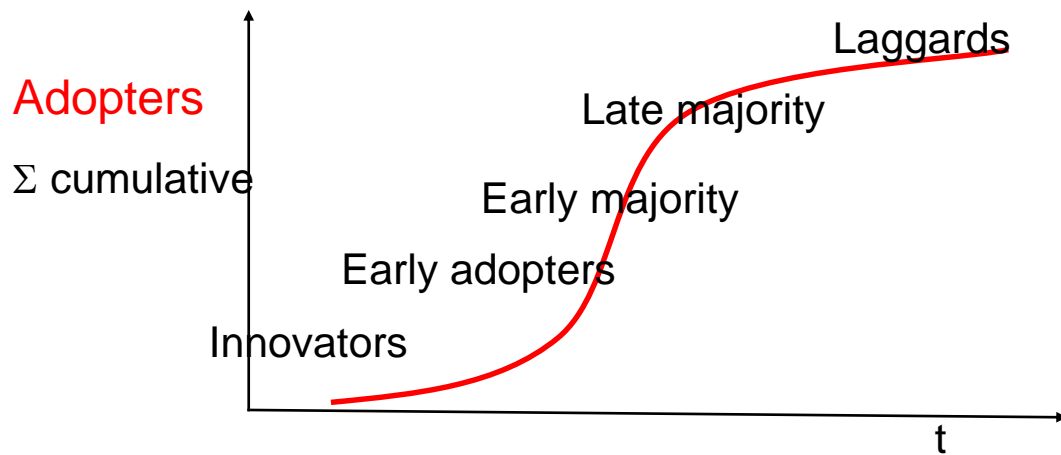 Laggards
Adopters
Late majority
Σ cumulative
Early majority
Early adopters
Innovators
t